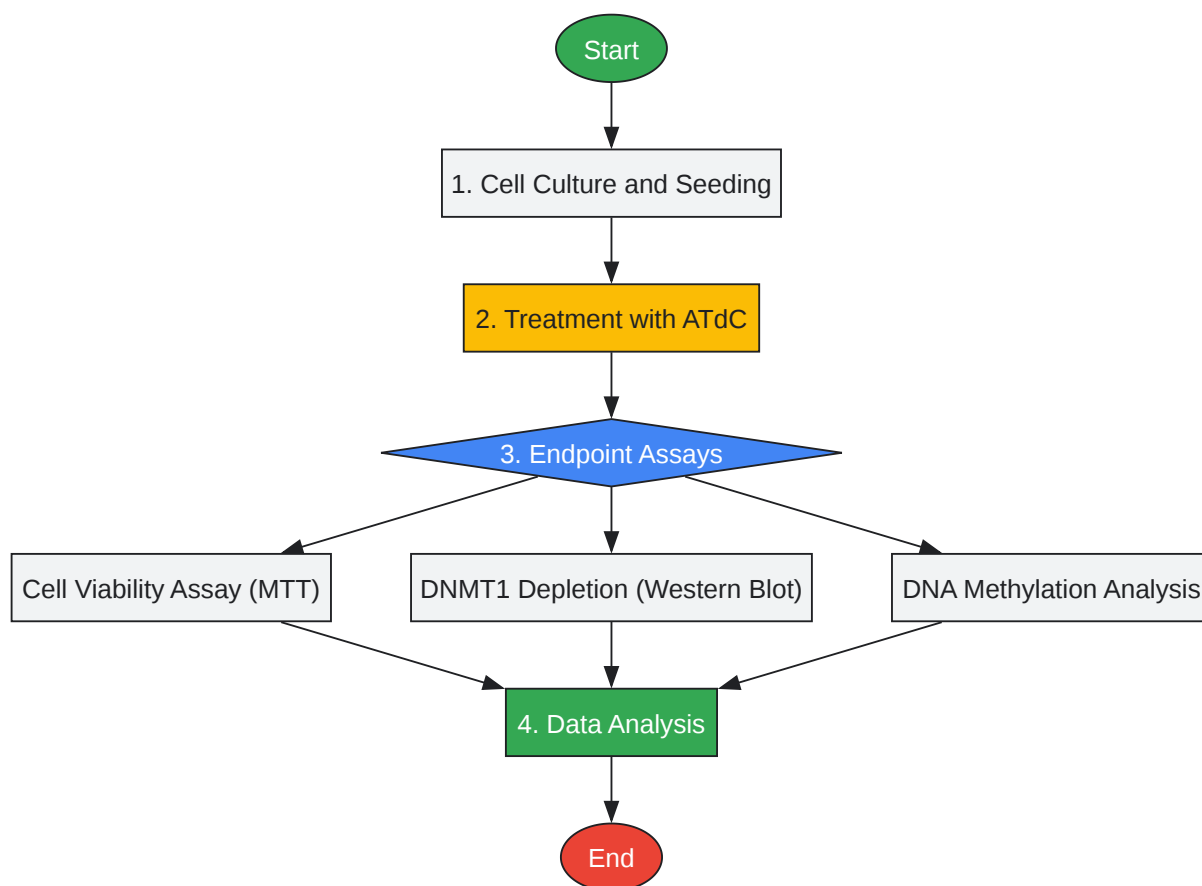 Start
1. Cell Culture and Seeding
2. Treatment with ATdC
3. Endpoint Assays
Cell Viability Assay (MTT)
DNMT1 Depletion (Western Blot)
DNA Methylation Analysis
4. Data Analysis
End